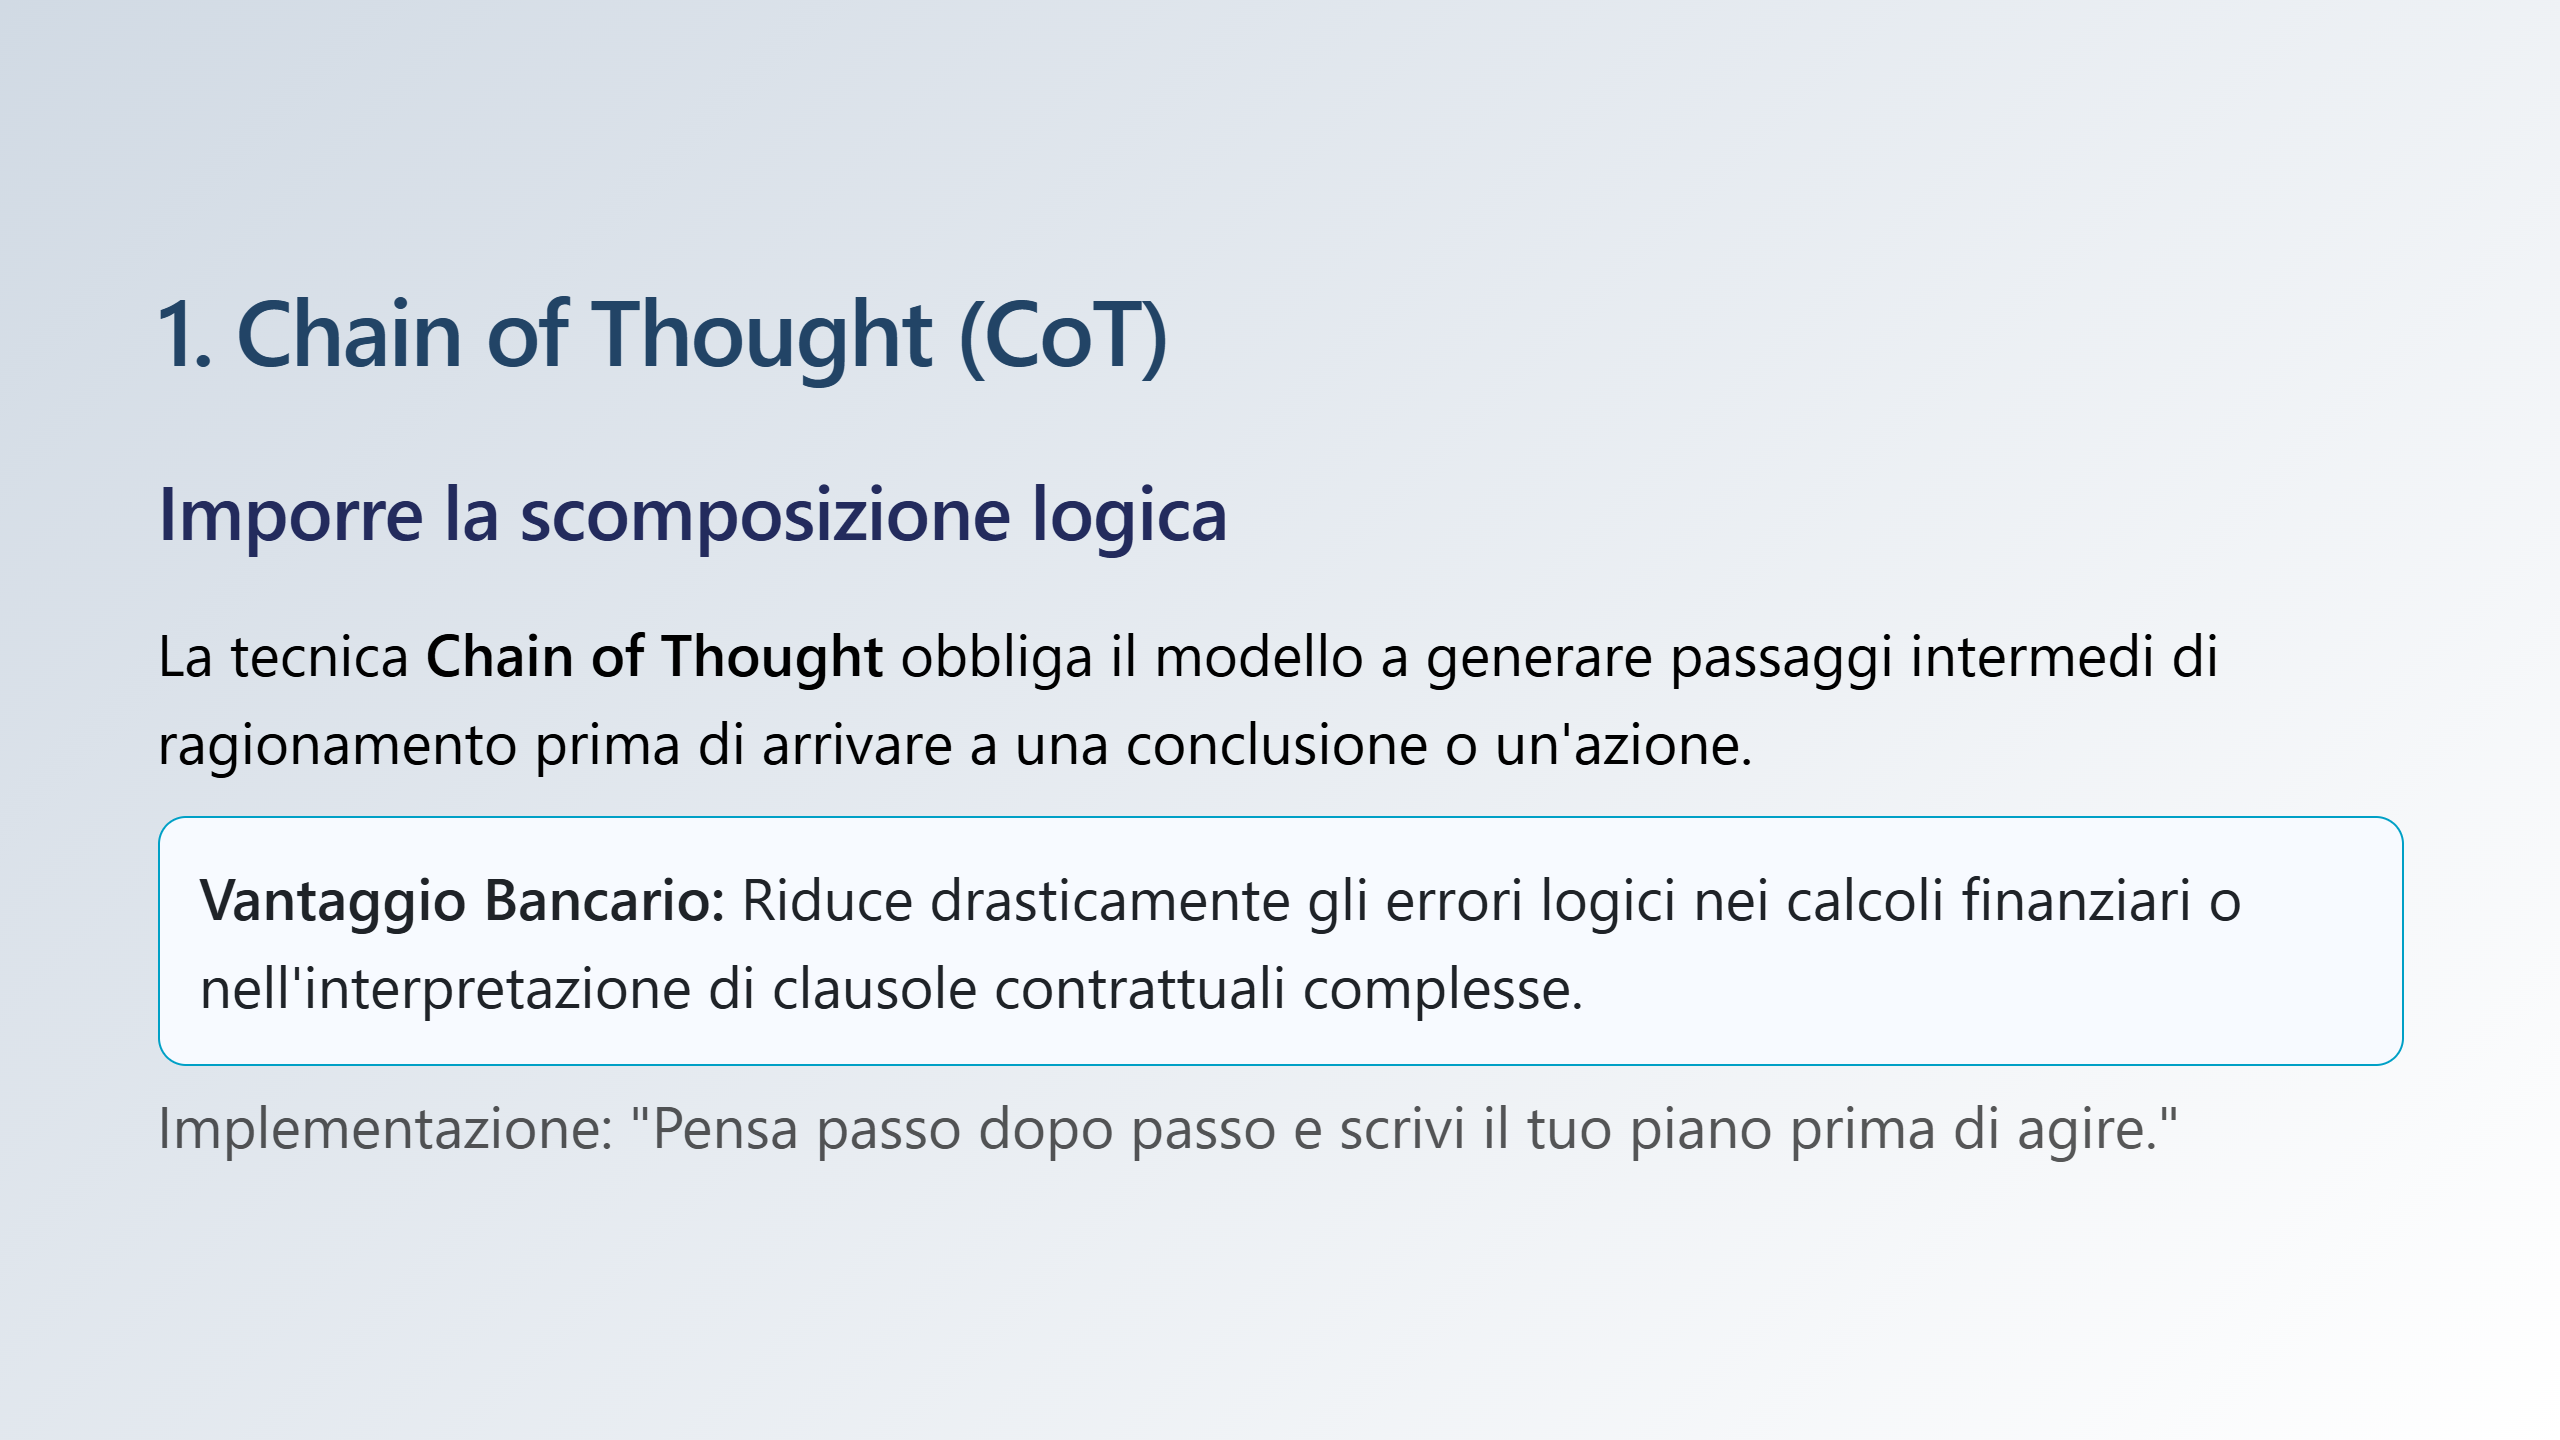 1. Chain of Thought (CoT)
Imporre la scomposizione logica
La tecnica Chain of Thought obbliga il modello a generare passaggi intermedi di
ragionamento prima di arrivare a una conclusione o un'azione.
Vantaggio Bancario: Riduce drasticamente gli errori logici nei calcoli finanziari o
nell'interpretazione di clausole contrattuali complesse.
Implementazione: "Pensa passo dopo passo e scrivi il tuo piano prima di agire."